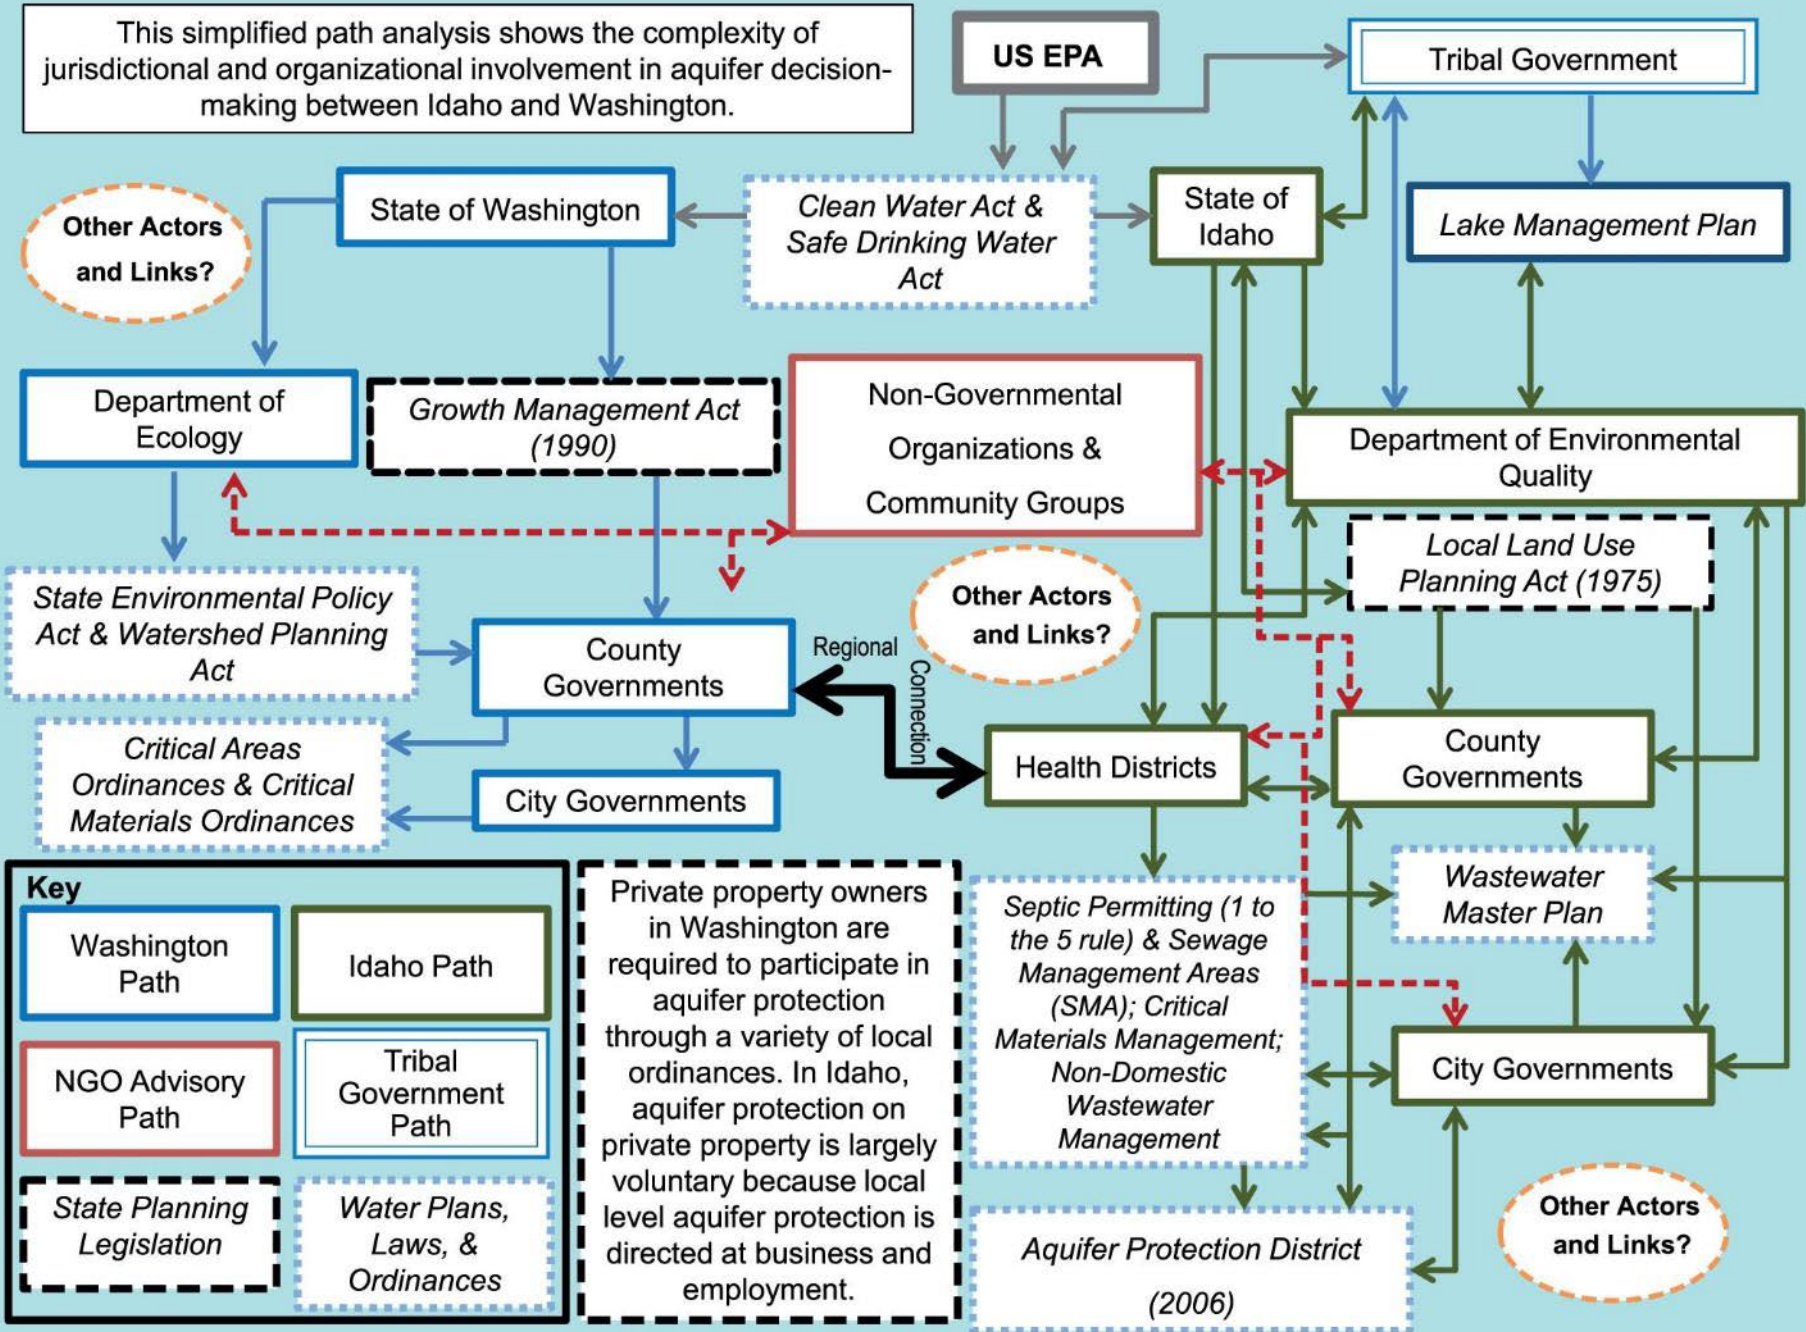 This simplified path analysis shows the complexity of
jurisdictional and organizational involvement in aquifer decision-
making between Idaho and Washington.
US EPA
Tribal Government
State of Washington
Clean Water Act &
Safe Drinking Water
Act
State of
Idaho
Lake Management Plan
Other Actors
and Links?
Department of
Ecology
Growth Management Act
(1990)
Non-Governmental
Organizations &
Community Groups
Department of Environmental
Quality
Local Land Use
Planning Act (1975)
State Environmental Policy
Act & Watershed Planning
Act
County
Governments
Regional
Connection
Other Actors
and Links?
Critical Areas
Ordinances & Critical
Materials Ordinances
City Governments
Health Districts
County
Governments
Wastewater
Master Plan
Septic Permitting (1 to
the 5 rule) & Sewage
Management Areas
(SMA); Critical
Materials Management;
Non-Domestic
Wastewater
Management
City Governments
Aquifer Protection District
(2006)
Other Actors
and Links?
Key
Washington
Path
Idaho Path
NGO Advisory
Path
Tribal
Government
Path
State Planning
Legislation
Water Plans,
Laws, &
Ordinances
Private property owners
in Washington are
required to participate in
aquifer protection
through a variety of local
ordinances. In Idaho,
aquifer protection on
private property is largely
voluntary because local
level aquifer protection is
directed at business and
employment.